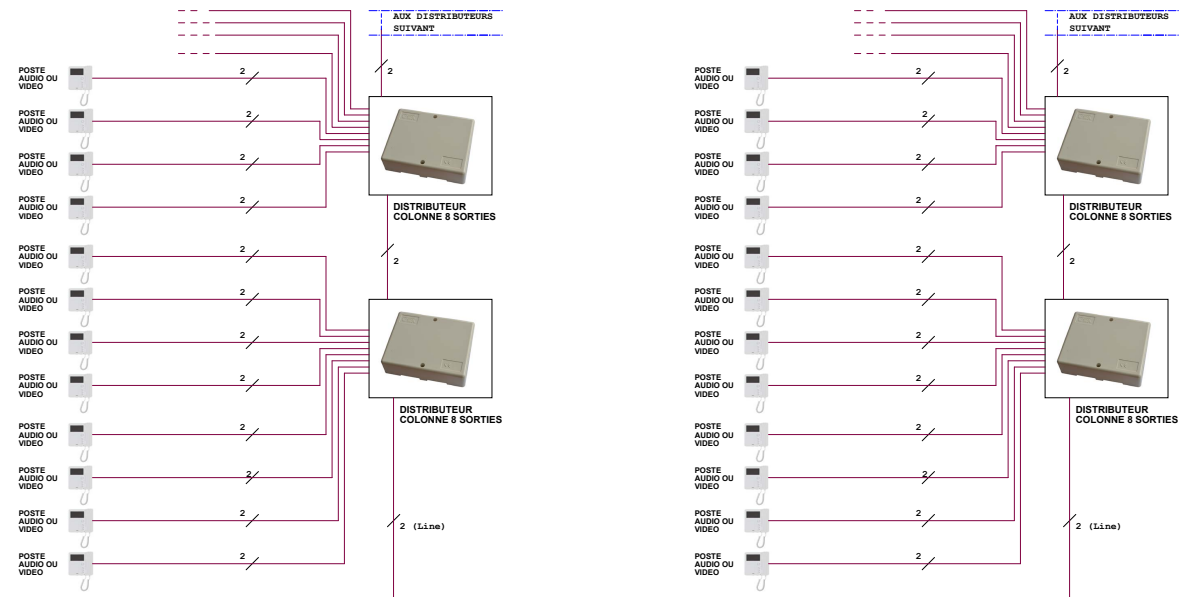 AUX DISTRIBUTEURS
SUIVANT
2
POSTE
AUDIO OU
VIDEO
2
POSTE
AUDIO OU
VIDEO
2
POSTE
AUDIO OU
VIDEO
2
POSTE
AUDIO OU
VIDEO
2
DISTRIBUTEUR
COLONNE 8 SORTIES
2
POSTE
AUDIO OU
VIDEO
2
POSTE
AUDIO OU
VIDEO
2
POSTE
AUDIO OU
VIDEO
2
POSTE
AUDIO OU
VIDEO
2
DISTRIBUTEUR
COLONNE 8 SORTIES
POSTE
AUDIO OU
VIDEO
2
POSTE
AUDIO OU
VIDEO
2
POSTE
AUDIO OU
VIDEO
2
2 (Line)
POSTE
AUDIO OU
VIDEO
2
AUX DISTRIBUTEURS
SUIVANT
2
POSTE
AUDIO OU
VIDEO
2
POSTE
AUDIO OU
VIDEO
2
POSTE
AUDIO OU
VIDEO
2
POSTE
AUDIO OU
VIDEO
2
DISTRIBUTEUR
COLONNE 8 SORTIES
2
POSTE
AUDIO OU
VIDEO
2
POSTE
AUDIO OU
VIDEO
2
POSTE
AUDIO OU
VIDEO
2
POSTE
AUDIO OU
VIDEO
2
DISTRIBUTEUR
COLONNE 8 SORTIES
POSTE
AUDIO OU
VIDEO
2
POSTE
AUDIO OU
VIDEO
2
POSTE
AUDIO OU
VIDEO
2
2 (Line)
POSTE
AUDIO OU
VIDEO
2